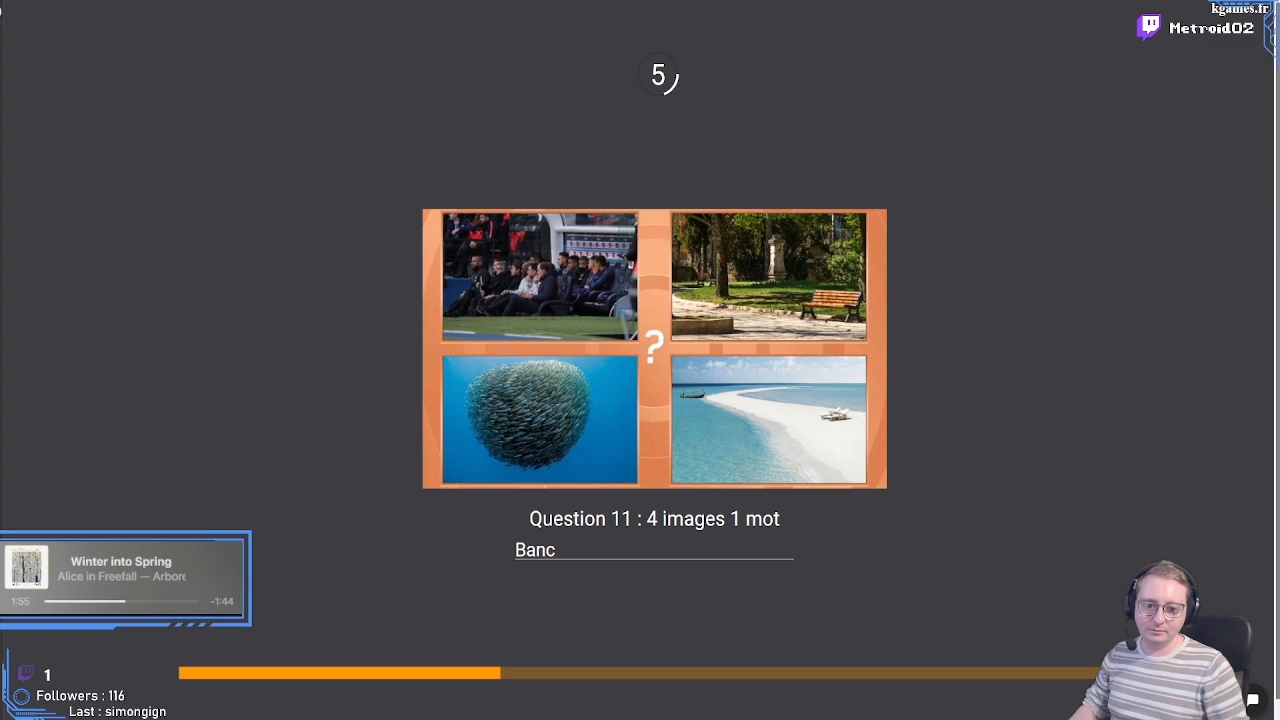 kgames.fr
Metroid02
5
?
Question 11 : 4 images 1 mot
Banc
Winter into Spring
Alice in Freefall — Arbore
1:55
-1:44
1
Followers : 116
Last : simongign